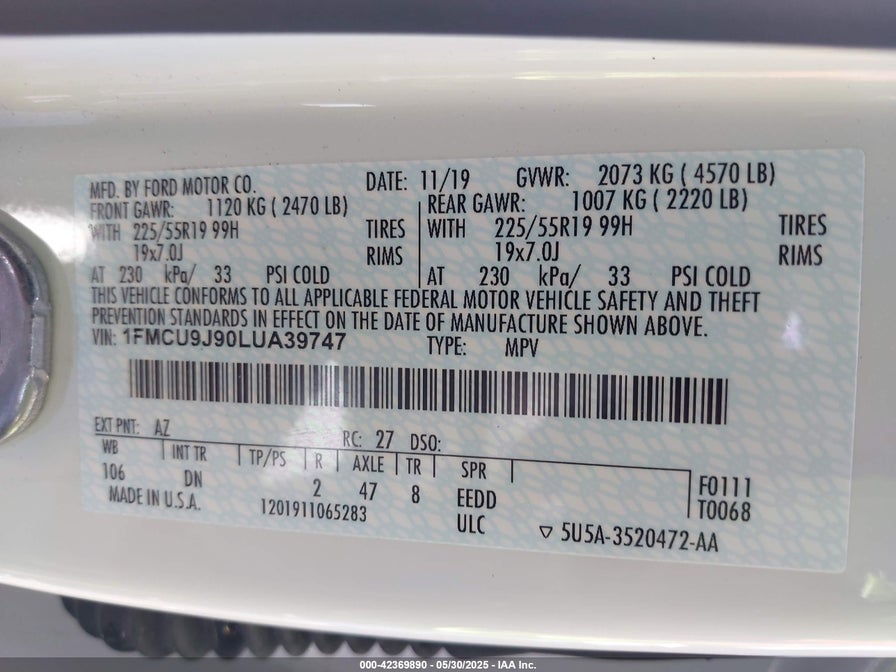 MFD. BY FORD MOTOR CO. DATE: 11/19 GVWR: 2073 KG ( 4570 LB)
FRONT GAWR: 1120 KG ( 2470 LB) REAR GAWR: 1007 KG ( 2220 LB)
WITH 225/55R19 99H TIRES WITH 225/55R19 99H TIRES
19x7.0J RIMS 19x7.0J RIMS
AT 230 kPa/ 33 PSI COLD AT 230 kPa/ 33 PSI COLD
THIS VEHICLE CONFORMS TO ALL APPLICABLE FEDERAL MOTOR VEHICLE SAFETY AND THEFT
PREVENTION STANDARDS IN EFFECT ON THE DATE OF MANUFACTURE SHOWN ABOVE.
VIN: 1FMCU9J90LUA39747 TYPE: MPV
EXT PNT: AZ RC: 27 DSO:
WB INT TR TP/PS R AXLE TR SPR
106 DN 2 47 8 EEDD F0111
MADE IN U.S.A. 1201911065283 ULC T0068
▽ 5U5A-3520472-AA
000-42369890 - 05/30/2025 - IAA Inc.